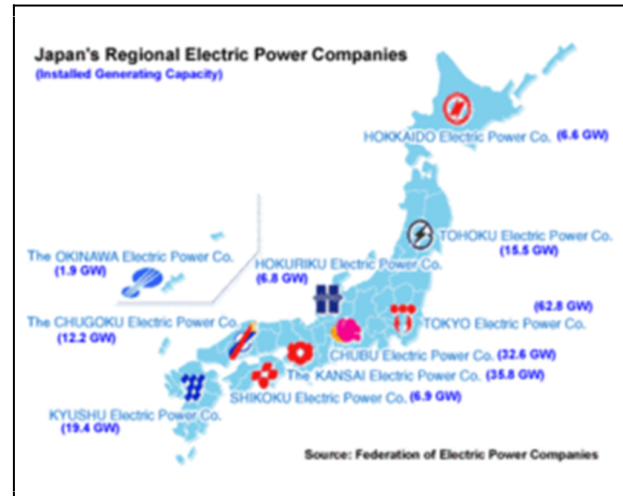 Japan's Regional Electric Power Companies
(Installed Generating Capacity)
HOKKAIDO Electric Power Co. (6.6 GW)
TOHOKU Electric Power Co.
(15.5 GW)
The OKINAWA Electric Power Co.
(1.9 GW)
HOKURIKU Electric Power Co.
(6.8 GW)
(62.8 GW)
TOKYO Electric Power Co.
The CHUGOKU Electric Power Co.
(12.2 GW)
CHUBU Electric Power Co. (32.6 GW)
The KANSAI Electric Power Co. (35.8 GW)
SHIKOKU Electric Power Co. (6.9 GW)
KYUSHU Electric Power Co.
(19.4 GW)
Source: Federation of Electric Power Companies